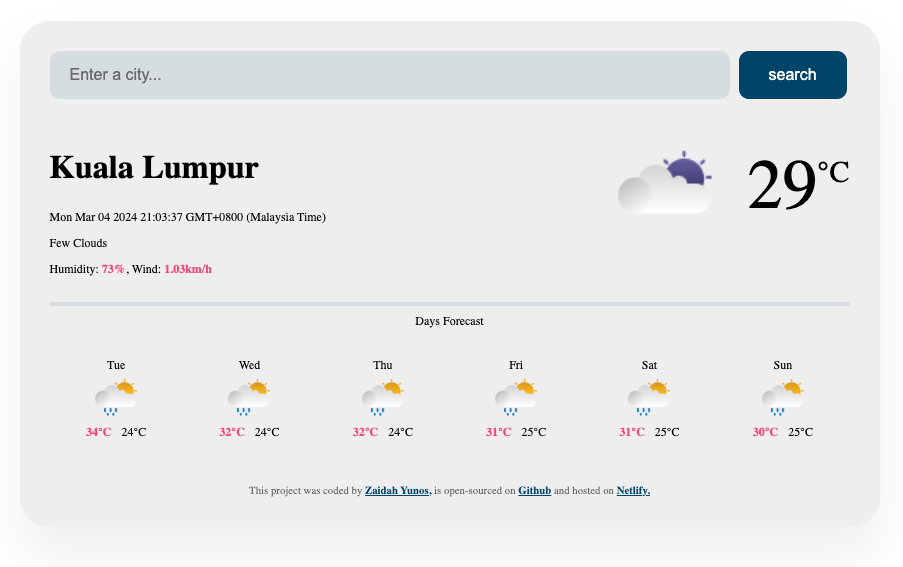 Enter a city...
search
Kuala Lumpur
29°C
Mon Mar 04 2024 21:03:37 GMT+0800 (Malaysia Time)
Few Clouds
Humidity: 73%, Wind: 1.03km/h
Days Forecast
Tue Wed Thu Fri Sat Sun
34°C 24°C 32°C 24°C 32°C 24°C 31°C 25°C 31°C 25°C 30°C 25°C
This project was coded by Zaidah Yunos, is open-sourced on Github and hosted on Netlify.